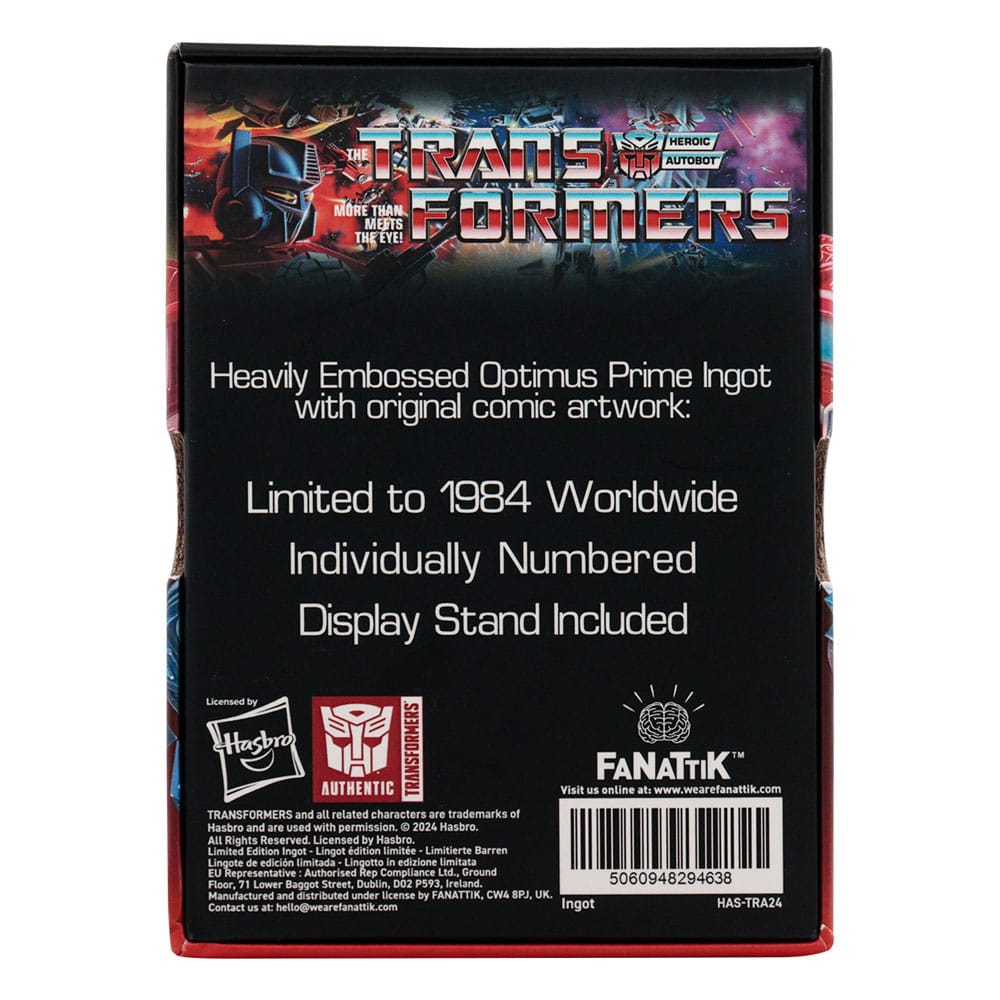 THE TRANS HEROIC AUTOBOT
FORMERS
MORE THAN
MEETS
THE EYE!
Heavily Embossed Optimus Prime Ingot
with original comic artwork:
Limited to 1984 Worldwide
Individually Numbered
Display Stand Included
Licensed by
Hasbro
AUTHENTIC
TRANSFORMERS
FANATTIK™
Visit us online at: www.wearefanattik.com
TRANSFORMERS and all related characters are trademarks of
Hasbro and are used with permission. © 2024 Hasbro.
All Rights Reserved. Licensed by Hasbro.
Limited Edition Ingot - Lingot édition limitée - Limitierte Barren
Lingote de edición limitada - Lingotto in edizione limitata
EU Representative : Authorised Rep Compliance Ltd., Ground
Floor, 71 Lower Baggot Street, Dublin, D02 P593, Ireland.
Manufactured and distributed under license by FANATTIK, CW4 8PJ, UK.
Contact us at: hello@wearefanattik.com
5060948294638
Ingot HAS-TRA24